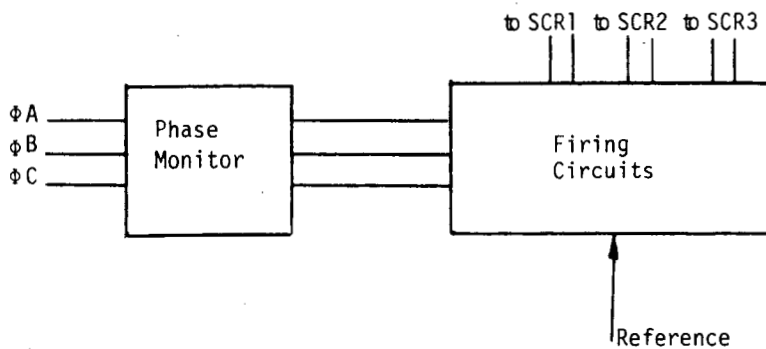 to SCR1 to SCR2 to SCR3
ΦA
ΦB
ΦC
Phase
Monitor
Firing
Circuits
Reference